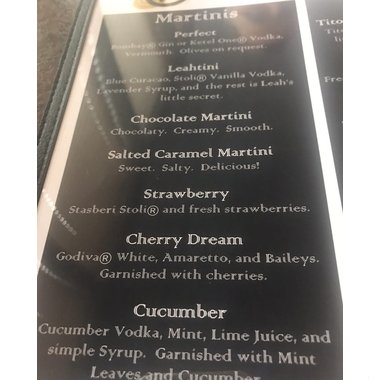 Martinis
Perfect
Bombay® Gin or Ketel One® Vodka,
Vermouth. Olives on request.
Leahtini
Blue Curacao, Stoli® Vanilla Vodka,
Lavender Syrup, and the rest is Leah's
little secret.
Chocolate Martini
Chocolaty. Creamy. Smooth.
Salted Caramel Martini
Sweet. Salty. Delicious!
Strawberry
Stasberi Stoli® and fresh strawberries.
Cherry Dream
Godiva® White, Amaretto, and Baileys.
Garnished with cherries.
Cucumber
Cucumber Vodka, Mint, Lime Juice, and
simple Syrup. Garnished with Mint
Leaves and Cucumber